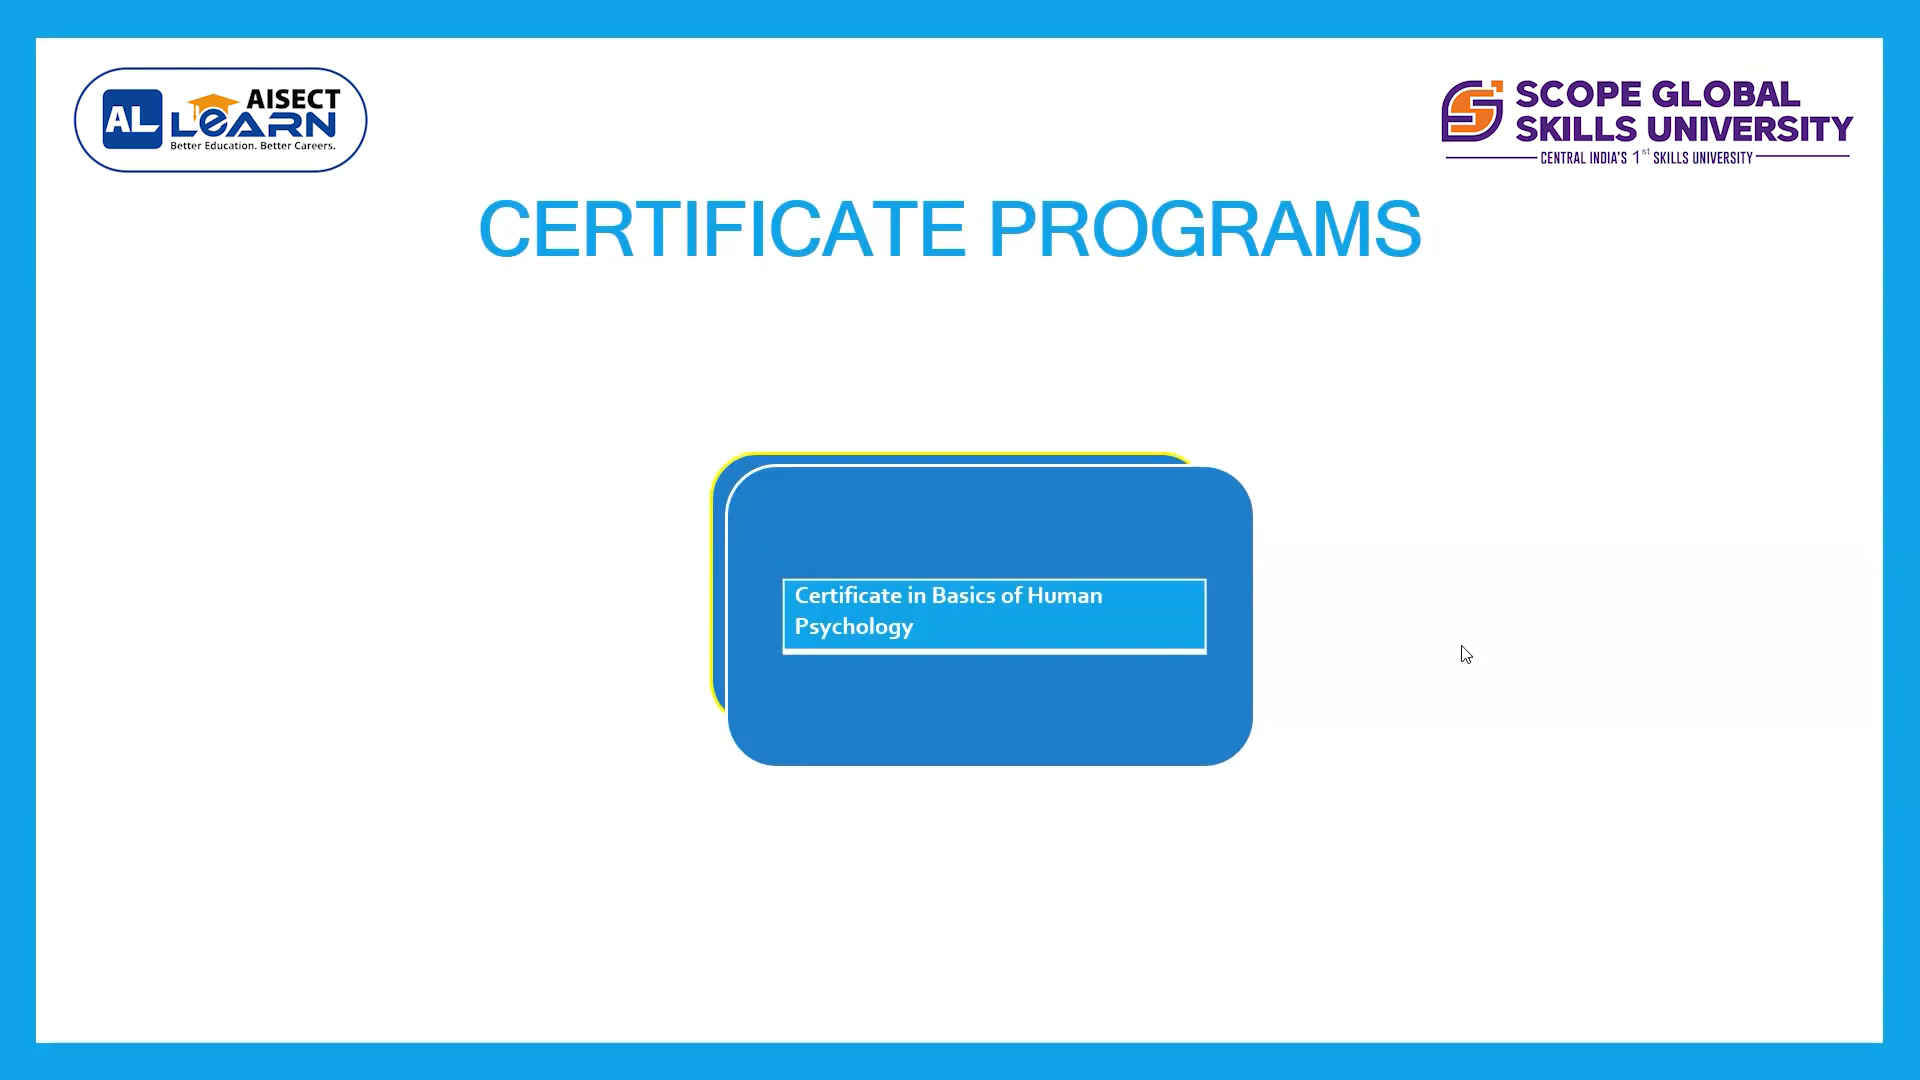 AL AISECT
LEARN
Better Education. Better Careers.
SCOPE GLOBAL
SKILLS UNIVERSITY
CENTRAL INDIA'S 1st SKILLS UNIVERSITY
CERTIFICATE PROGRAMS
Certificate in Basics of Human
Psychology